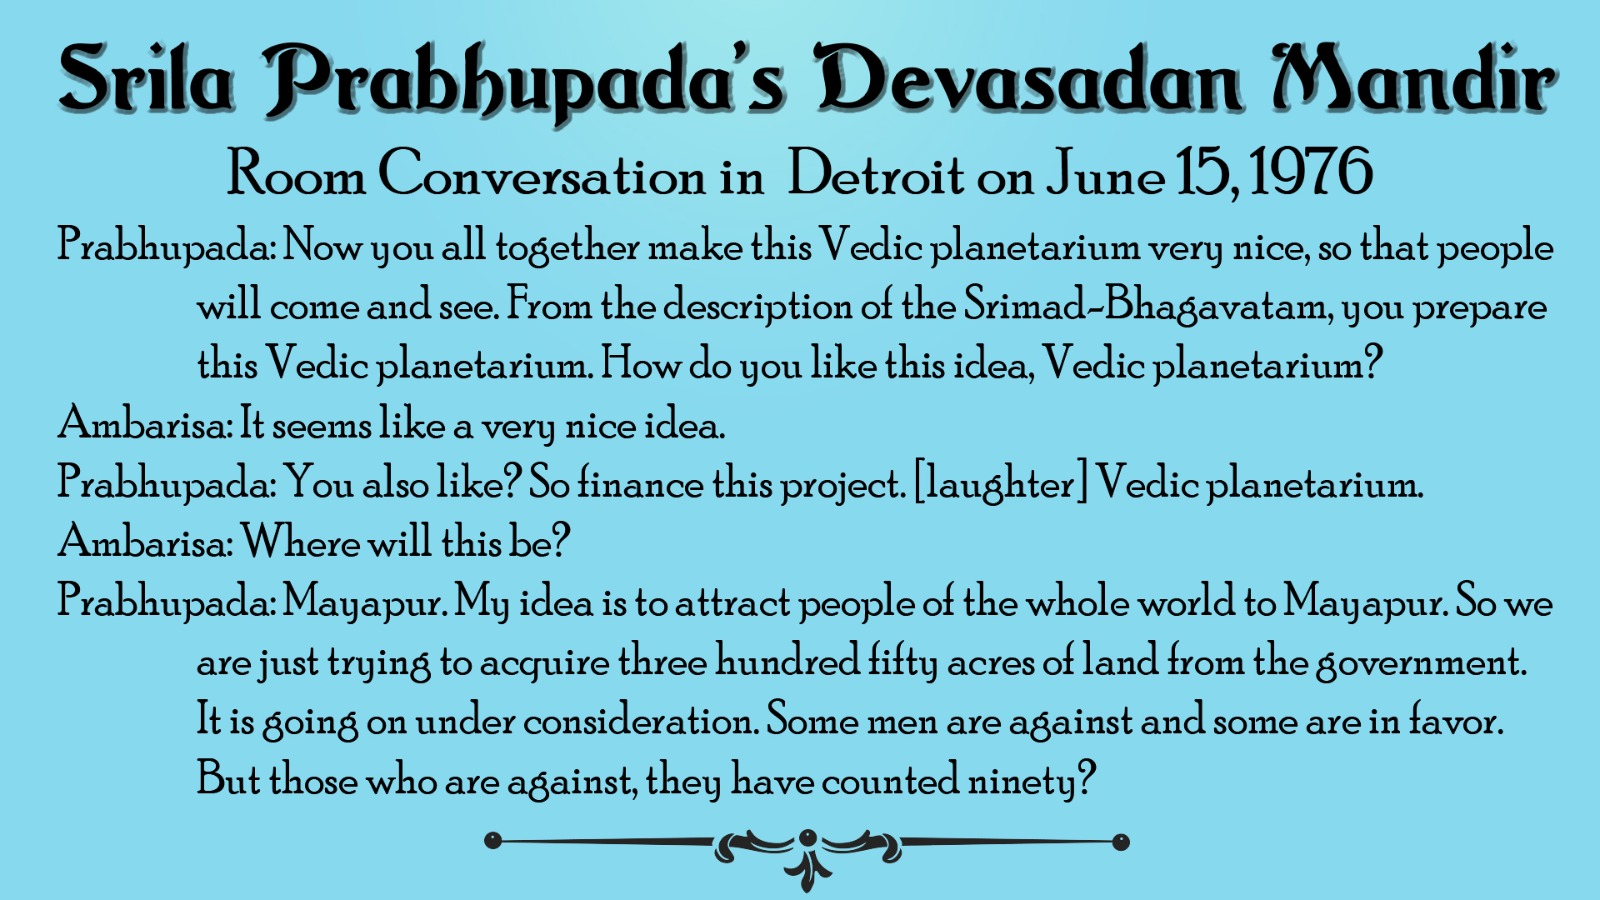 Srila Prabhupada's Devasadan Mandir
Room Conversation in Detroit on June 15, 1976
Prabhupada: Now you all together make this Vedic planetarium very nice, so that people
will come and see. From the description of the Srimad-Bhagavatam, you prepare
this Vedic planetarium. How do you like this idea, Vedic planetarium?
Ambarisa: It seems like a very nice idea.
Prabhupada: You also like? So finance this project. [laughter] Vedic planetarium.
Ambarisa: Where will this be?
Prabhupada: Mayapur. My idea is to attract people of the whole world to Mayapur. So we
are just trying to acquire three hundred fifty acres of land from the government.
It is going on under consideration. Some men are against and some are in favor.
But those who are against, they have counted ninety?